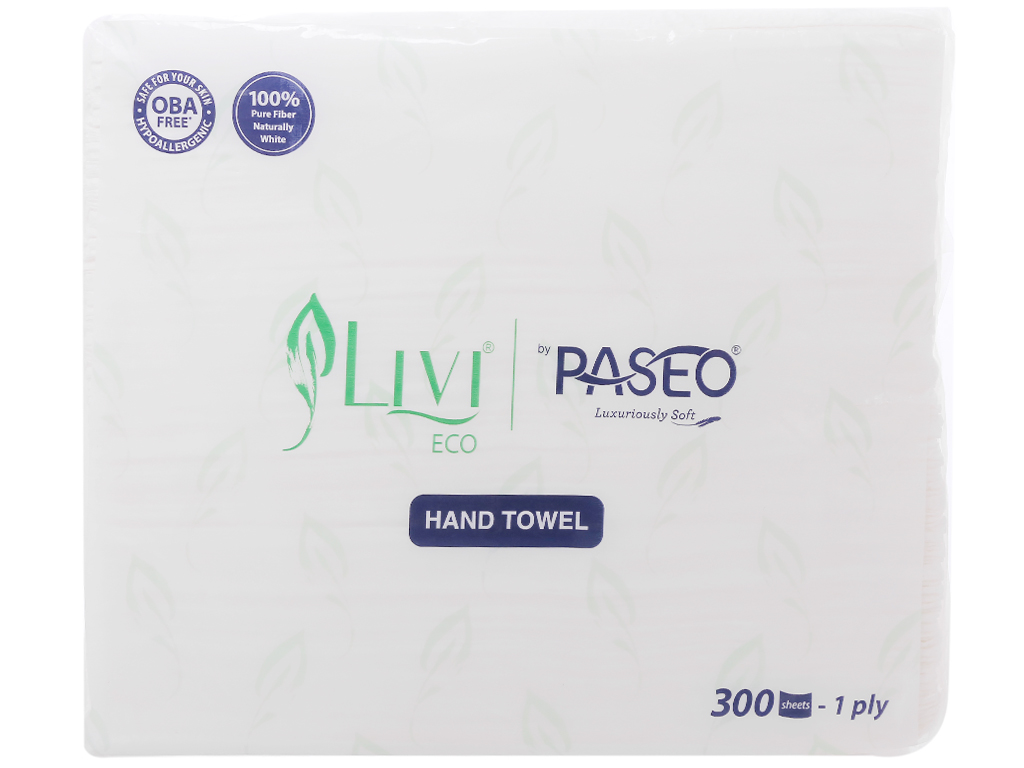 SAFE FOR YOUR SKIN
OBA
FREE*
HYPOALLERGENIC
100%
Pure Fiber
Naturally
White
LIVI®
ECO
by PASEO®
Luxuriously Soft
HAND TOWEL
300 sheets - 1 ply